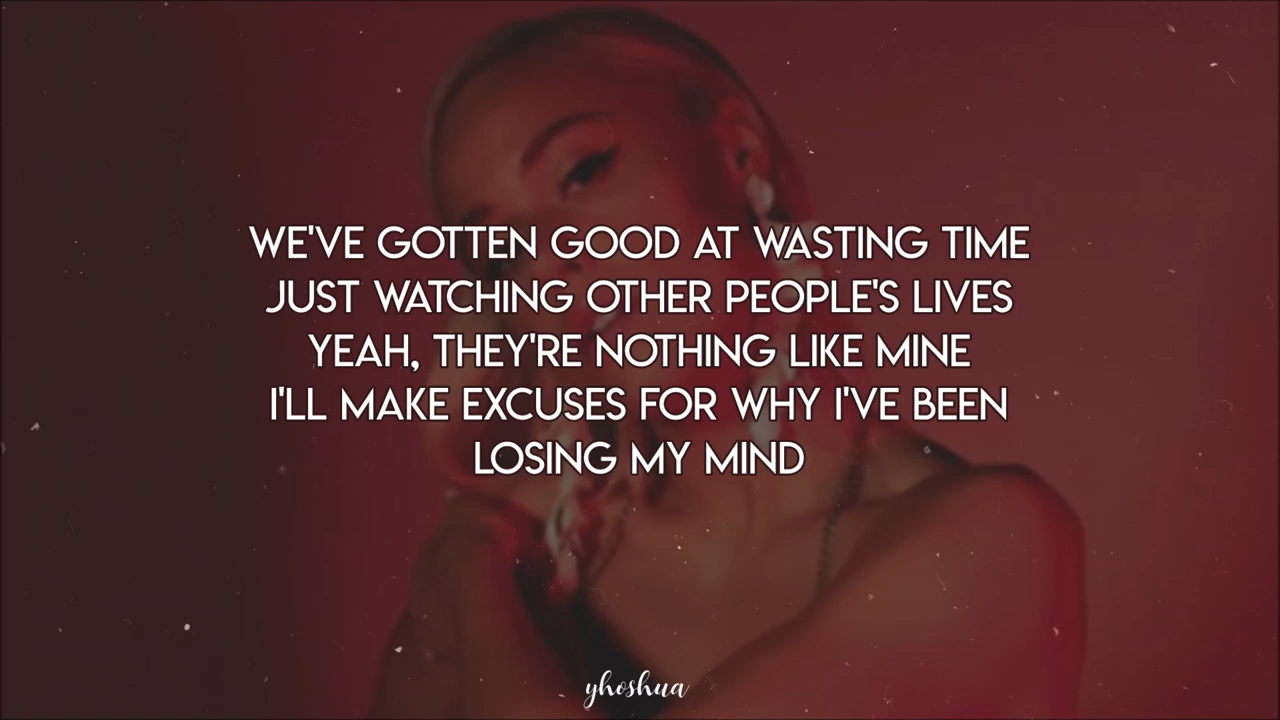 WE'VE GOTTEN GOOD AT WASTING TIME
JUST WATCHING OTHER PEOPLE'S LIVES
YEAH, THEY'RE NOTHING LIKE MINE
I'LL MAKE EXCUSES FOR WHY I'VE BEEN
LOSING MY MIND
yhoshua